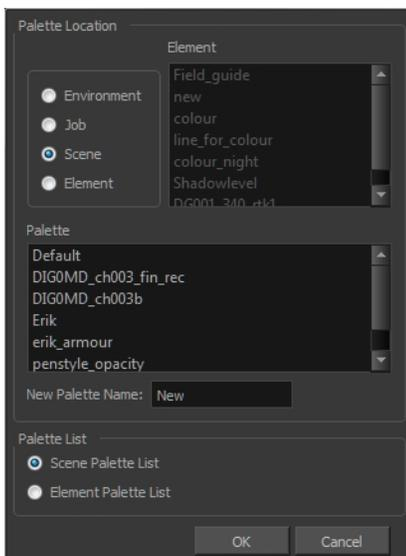 Palette Location
Element
Environment
Job
Scene
Element
Field_guide
new
colour
line_for_colour
colour_night
Shadowlevel
DG001_340_rtk1
Palette
Default
DIG0MD_ch003_fin_rec
DIG0MD_ch003b
Erik
erik_armour
penstyle_opacity
New Palette Name: New
Palette List
Scene Palette List
Element Palette List
OK Cancel